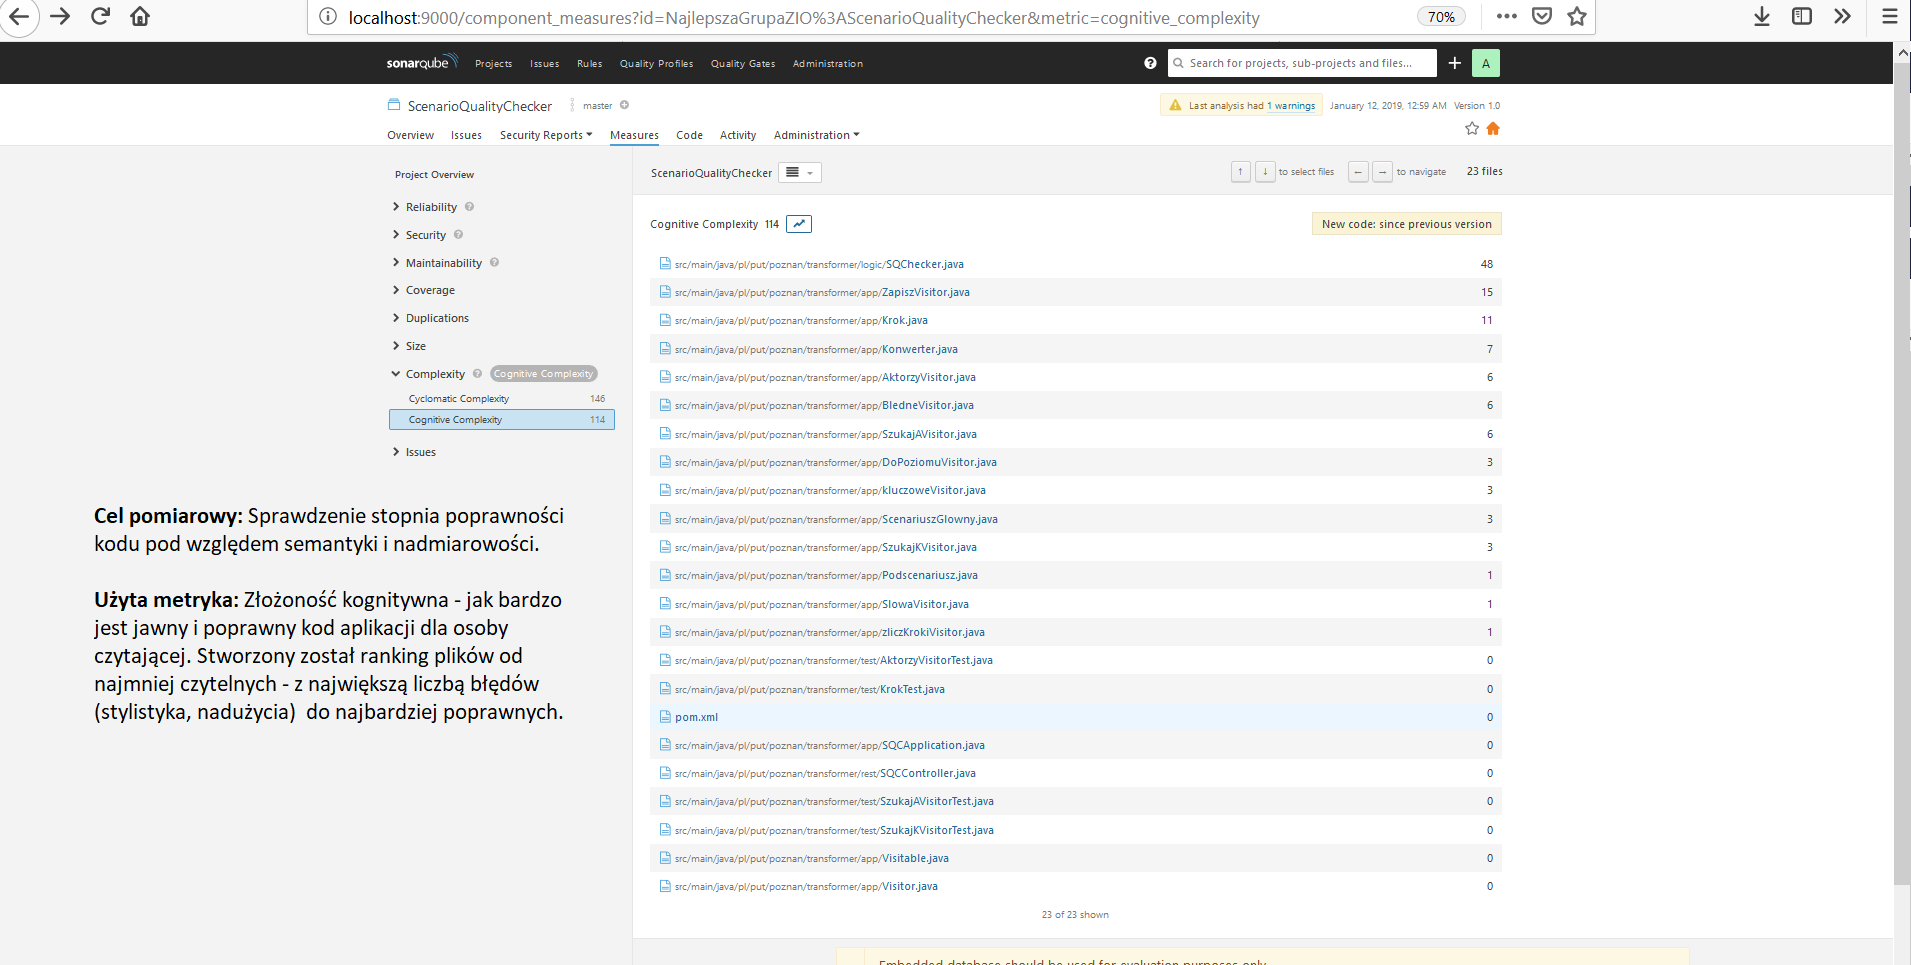 localhost:9000/component_measures?id=NajlepszaGrupaZIO%3AScenarioQualityChecker&metric=cognitive_complexity
70%
sonarqube Projects Issues Rules Quality Profiles Quality Gates Administration
? Search for projects, sub-projects and files... + A
ScenarioQualityChecker master
Last analysis had 1 warnings January 12, 2019, 12:59 AM Version 1.0
Overview Issues Security Reports Measures Code Activity Administration
Project Overview
Reliability ?
Security ?
Maintainability ?
Coverage
Duplications
Size
Complexity ? Cognitive Complexity
Cyclomatic Complexity 146
Cognitive Complexity 114
Issues
Cel pomiarowy: Sprawdzenie stopnia poprawności
kodu pod względem semantyki i nadmiarowości.
Użyta metryka: Złożoność kognitywna - jak bardzo
jest jawny i poprawny kod aplikacji dla osoby
czytającej. Stworzony został ranking plików od
najmniej czytelnych - z największą liczbą błędów
(stylistyka, nadużycia) do najbardziej poprawnych.
ScenarioQualityChecker ↑ ↓ to select files ← → to navigate 23 files
Cognitive Complexity 114 New code: since previous version
src/main/java/pl/put/poznan/transformer/logic/SQChecker.java 48
src/main/java/pl/put/poznan/transformer/app/ZapiszVisitor.java 15
src/main/java/pl/put/poznan/transformer/app/Krok.java 11
src/main/java/pl/put/poznan/transformer/app/Konwerter.java 7
src/main/java/pl/put/poznan/transformer/app/AktorzyVisitor.java 6
src/main/java/pl/put/poznan/transformer/app/BledneVisitor.java 6
src/main/java/pl/put/poznan/transformer/app/SzukajAVisitor.java 6
src/main/java/pl/put/poznan/transformer/app/DoPoziomuVisitor.java 3
src/main/java/pl/put/poznan/transformer/app/kluczoweVisitor.java 3
src/main/java/pl/put/poznan/transformer/app/ScenariuszGlowny.java 3
src/main/java/pl/put/poznan/transformer/app/SzukajKVisitor.java 3
src/main/java/pl/put/poznan/transformer/app/Podscenariusz.java 1
src/main/java/pl/put/poznan/transformer/app/SlowaVisitor.java 1
src/main/java/pl/put/poznan/transformer/app/zliczKrokiVisitor.java 1
src/main/java/pl/put/poznan/transformer/test/AktorzyVisitorTest.java 0
src/main/java/pl/put/poznan/transformer/test/KrokTest.java 0
pom.xml 0
src/main/java/pl/put/poznan/transformer/app/SQCApplication.java 0
src/main/java/pl/put/poznan/transformer/rest/SQCController.java 0
src/main/java/pl/put/poznan/transformer/test/SzukajAVisitorTest.java 0
src/main/java/pl/put/poznan/transformer/test/SzukajKVisitorTest.java 0
src/main/java/pl/put/poznan/transformer/app/Visitable.java 0
src/main/java/pl/put/poznan/transformer/app/Visitor.java 0
23 of 23 shown
Embedded database should be used for evaluation purposes only